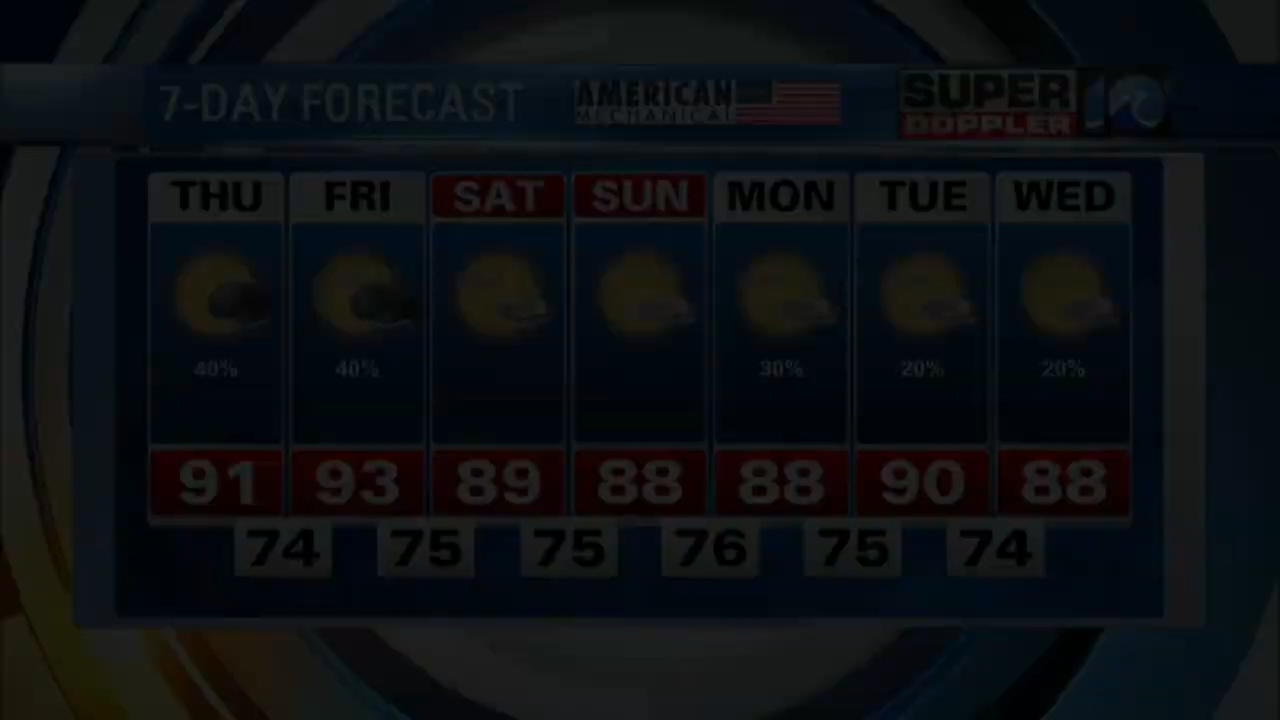 7-DAY FORECAST
AMERICAN
MECHANICAL
SUPER
DOPPLER 10
THU FRI SAT SUN MON TUE WED
40% 40% 30% 20% 20%
91 93 89 88 88 90 88
74 75 75 76 75 74